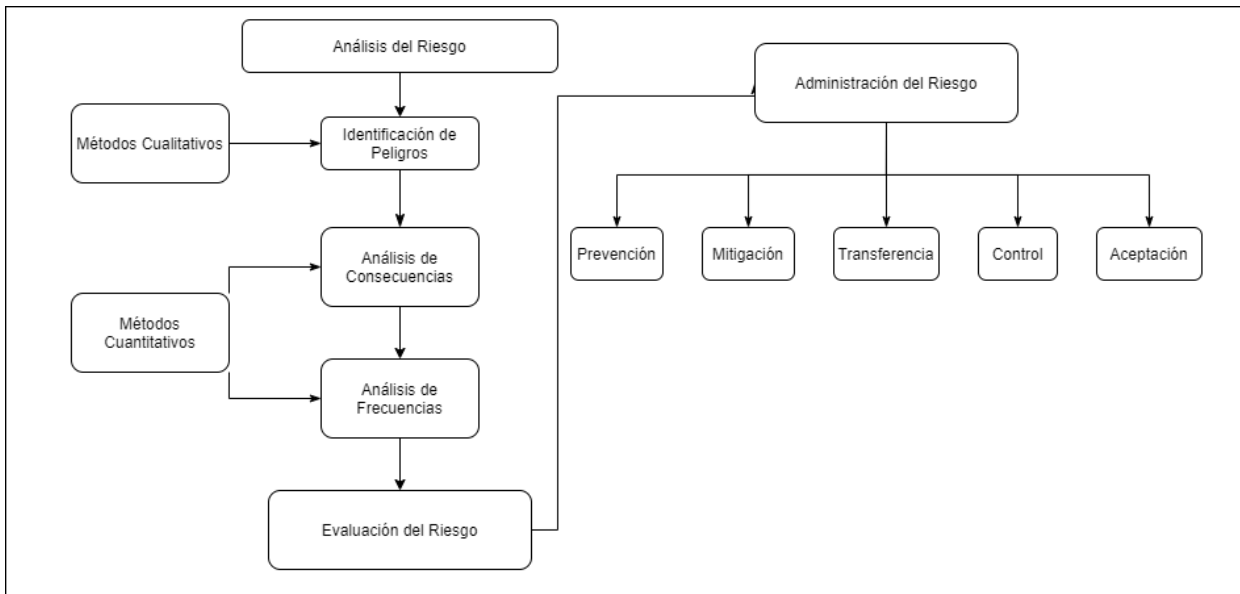 Análisis del Riesgo
Métodos Cualitativos
Identificación de
Peligros
Análisis de
Consecuencias
Métodos
Cuantitativos
Análisis de
Frecuencias
Evaluación del Riesgo
Administración del Riesgo
Prevención
Mitigación
Transferencia
Control
Aceptación